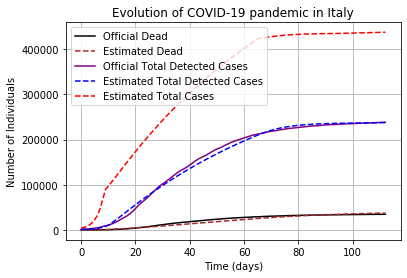 Evolution of COVID-19 pandemic in Italy
Official Dead
Estimated Dead
Official Total Detected Cases
Estimated Total Detected Cases
Estimated Total Cases
Number of Individuals
400000
300000
200000
100000
0
0 20 40 60 80 100
Time (days)